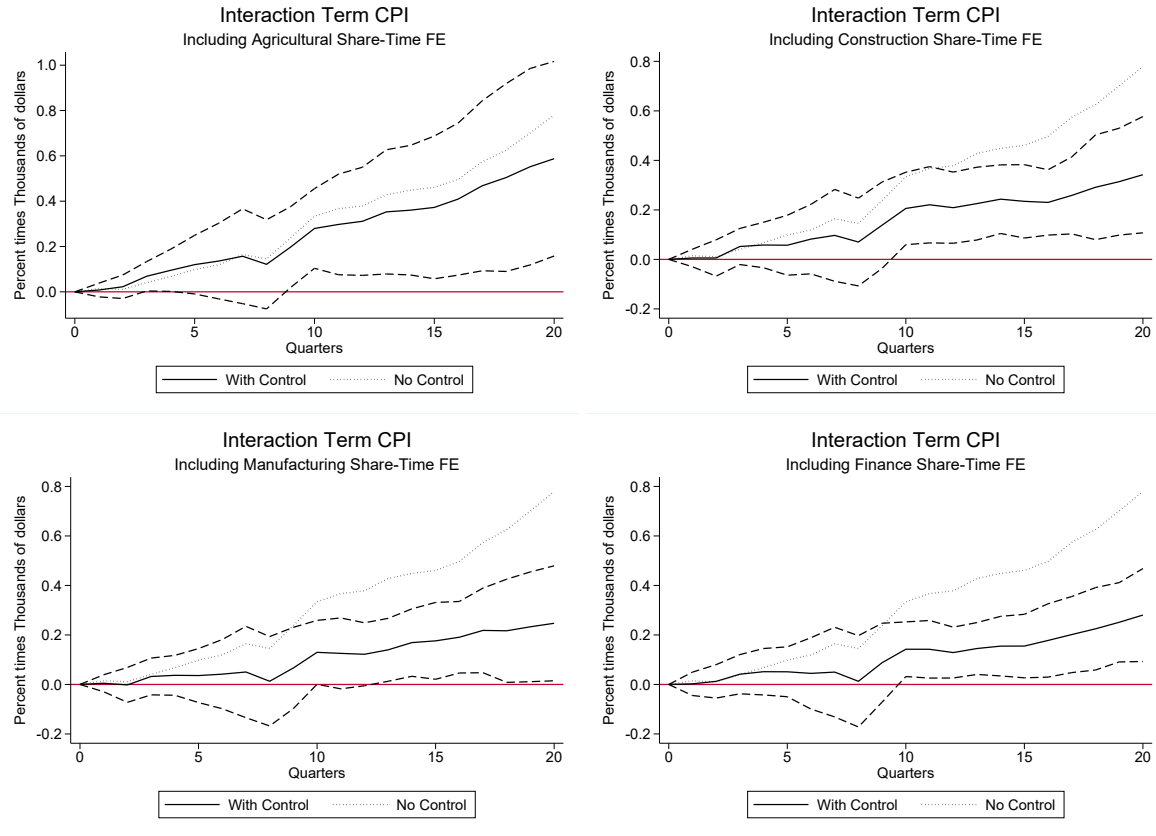 Interaction Term CPI
Including Agricultural Share-Time FE
Percent times Thousands of dollars
1.0
0.8
0.6
0.4
0.2
0.0
0 5 10 15 20
Quarters
With Control No Control
Interaction Term CPI
Including Construction Share-Time FE
Percent times Thousands of dollars
0.8
0.6
0.4
0.2
0.0
-0.2
0 5 10 15 20
Quarters
With Control No Control
Interaction Term CPI
Including Manufacturing Share-Time FE
Percent times Thousands of dollars
0.8
0.6
0.4
0.2
0.0
-0.2
0 5 10 15 20
Quarters
With Control No Control
Interaction Term CPI
Including Finance Share-Time FE
Percent times Thousands of dollars
0.8
0.6
0.4
0.2
0.0
-0.2
0 5 10 15 20
Quarters
With Control No Control